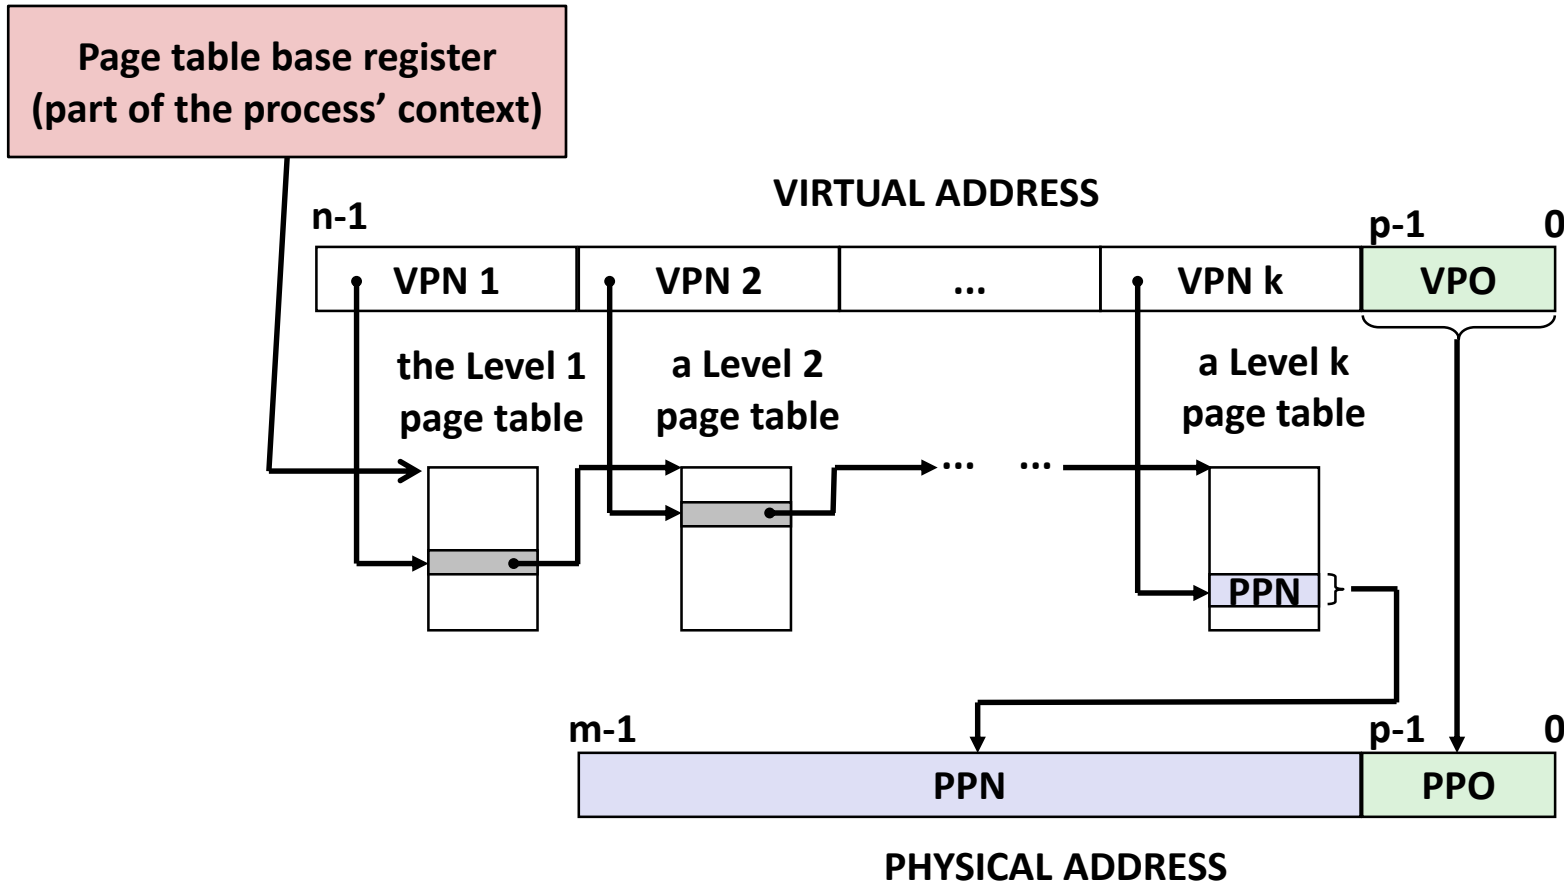 Page table base register
(part of the process’ context)
VIRTUAL ADDRESS
n-1
p-1
0
VPN 1
VPN 2
...
VPN k
VPO
the Level 1
page table
a Level 2
page table
a Level k
page table
...
...
PPN
m-1
p-1
0
PPN
PPO
PHYSICAL ADDRESS